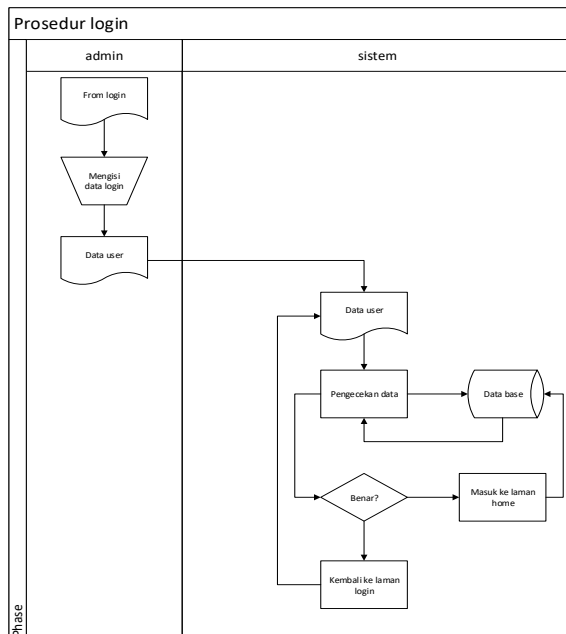 Prosedur login
admin
sistem
From login
Mengisi
data login
Data user
Data user
Pengecekan data
Data base
Benar?
Masuk ke laman
home
Kembali ke laman
login
Phase